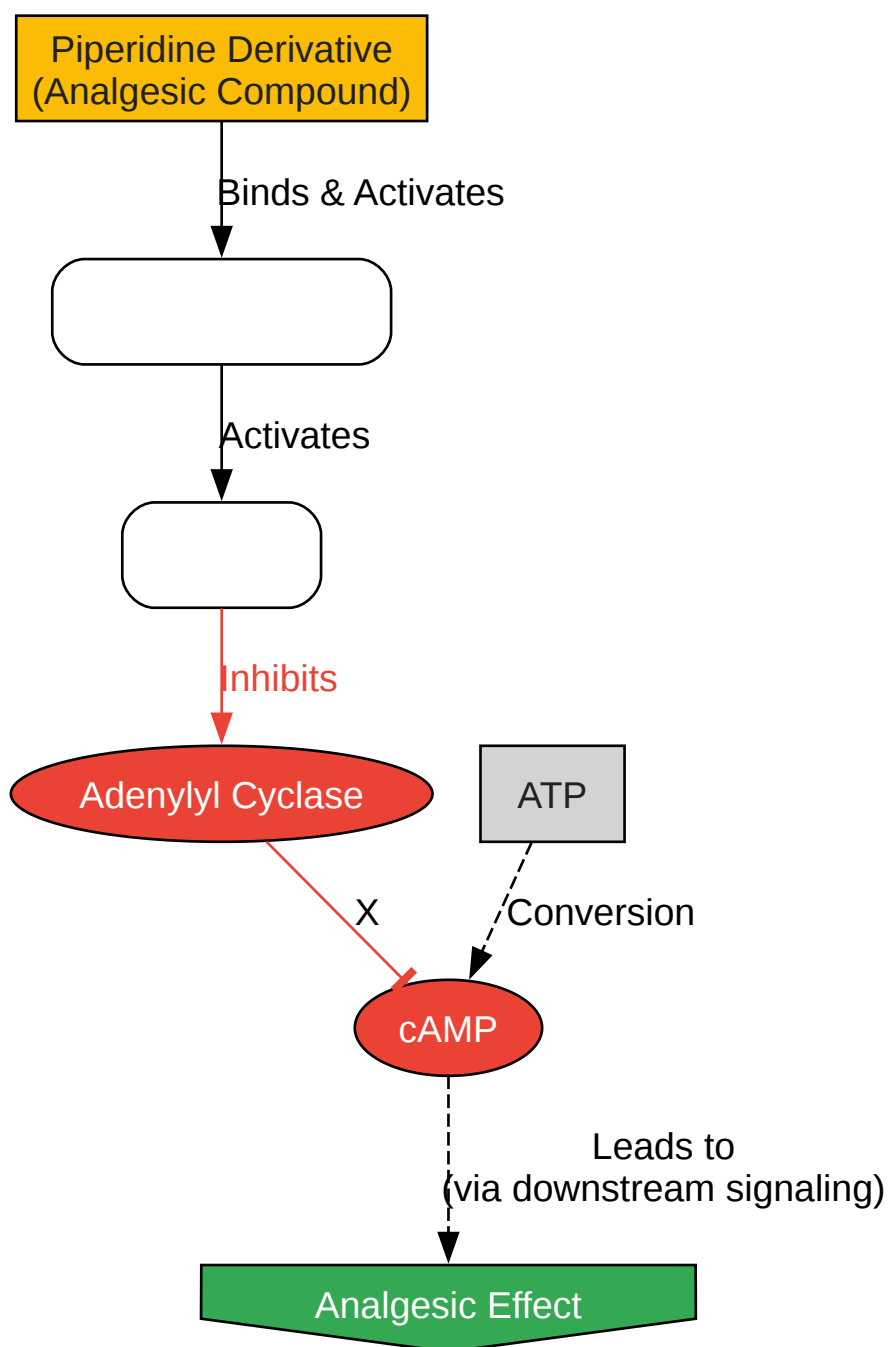 Piperidine Derivative
(Analgesic Compound)
Binds & Activates
Activates
Inhibits
Adenylyl Cyclase
ATP
X
Conversion
cAMP
Leads to
(via downstream signaling)
Analgesic Effect